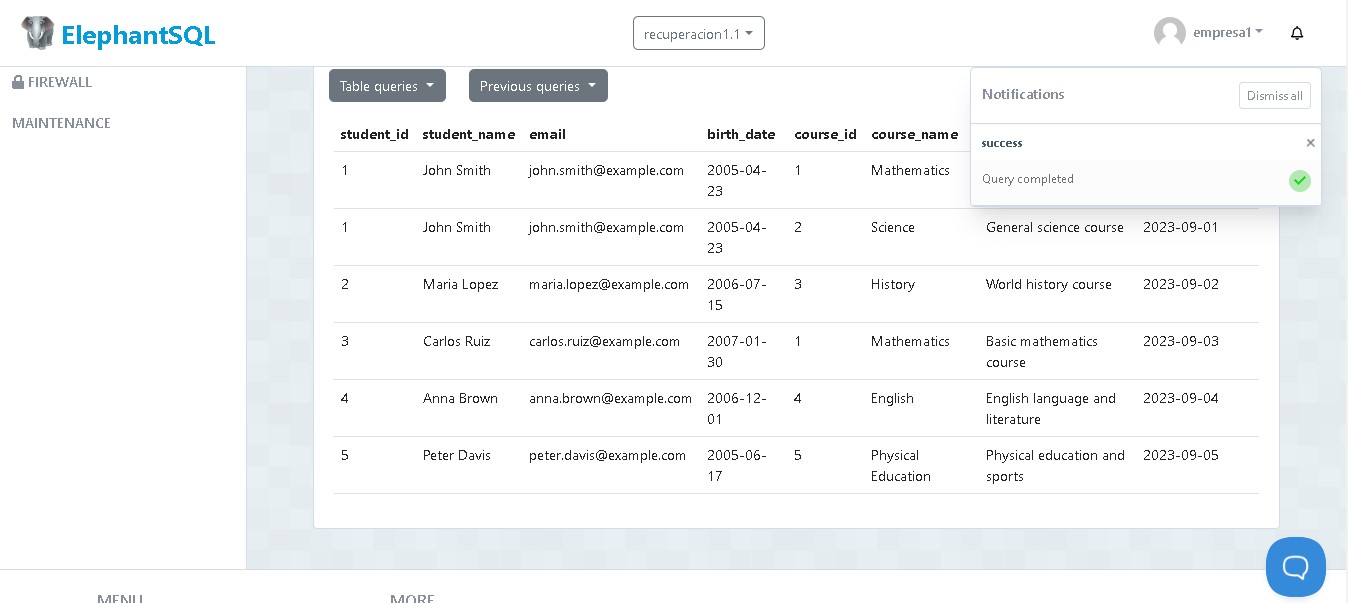 ElephantSQL
recuperacion1.1
empresa1
FIREWALL
MAINTENANCE
Table queries
Previous queries
Notifications
Dismiss all
success
×
Query completed
student_id student_name email birth_date course_id course_name
1 John Smith john.smith@example.com 2005-04- 1 Mathematics
23
1 John Smith john.smith@example.com 2005-04- 2 Science General science course 2023-09-01
23
2 Maria Lopez maria.lopez@example.com 2006-07- 3 History World history course 2023-09-02
15
3 Carlos Ruiz carlos.ruiz@example.com 2007-01- 1 Mathematics Basic mathematics 2023-09-03
30 course
4 Anna Brown anna.brown@example.com 2006-12- 4 English English language and 2023-09-04
01 literature
5 Peter Davis peter.davis@example.com 2005-06- 5 Physical Physical education and 2023-09-05
17 Education sports
MENU
MORE